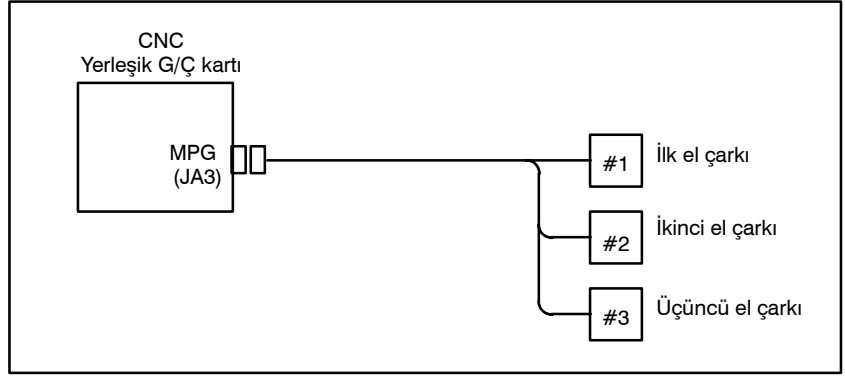 CNC
Yerleşik G/Ç kartı
MPG
(JA3)
#1 İlk el çarkı
#2 İkinci el çarkı
#3 Üçüncü el çarkı